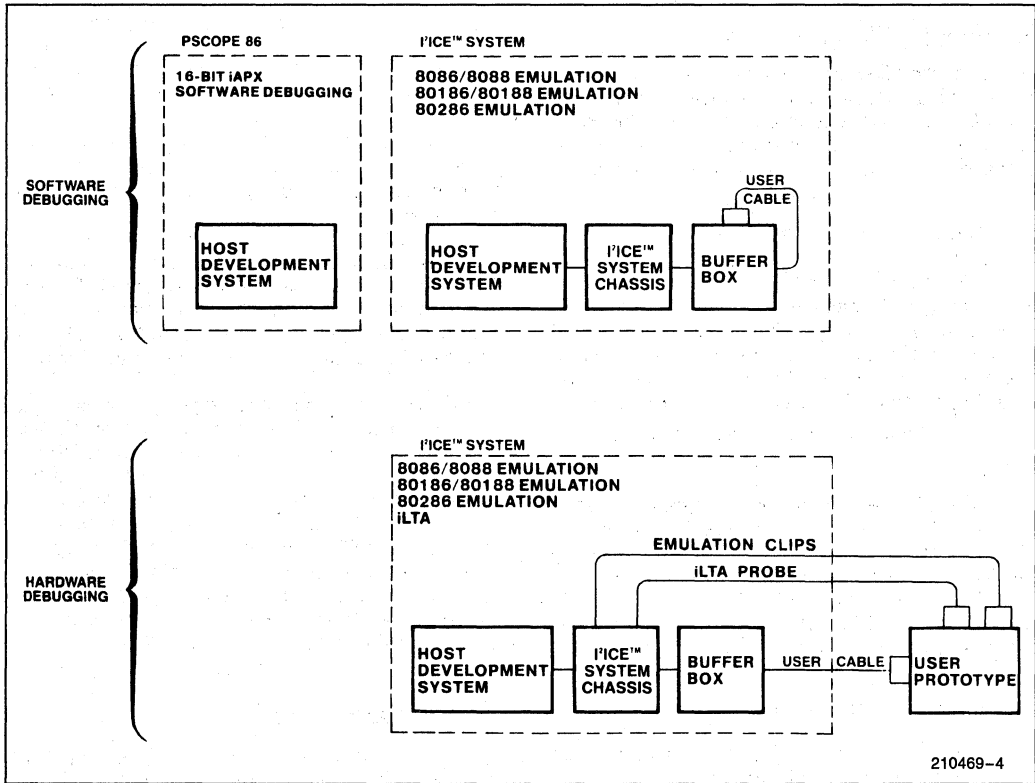 PSCOPE 86
16-BIT iAPX
SOFTWARE DEBUGGING
HOST
DEVELOPMENT
SYSTEM
SOFTWARE
DEBUGGING
I²ICE™ SYSTEM
8086/8088 EMULATION
80186/80188 EMULATION
80286 EMULATION
HOST
DEVELOPMENT
SYSTEM
I²ICE™
SYSTEM
CHASSIS
BUFFER
BOX
USER
CABLE
HARDWARE
DEBUGGING
I²ICE™ SYSTEM
8086/8088 EMULATION
80186/80188 EMULATION
80286 EMULATION
iLTA
EMULATION CLIPS
iLTA PROBE
HOST
DEVELOPMENT
SYSTEM
I²ICE™
SYSTEM
CHASSIS
BUFFER
BOX
USER CABLE
USER
PROTOTYPE
210469-4